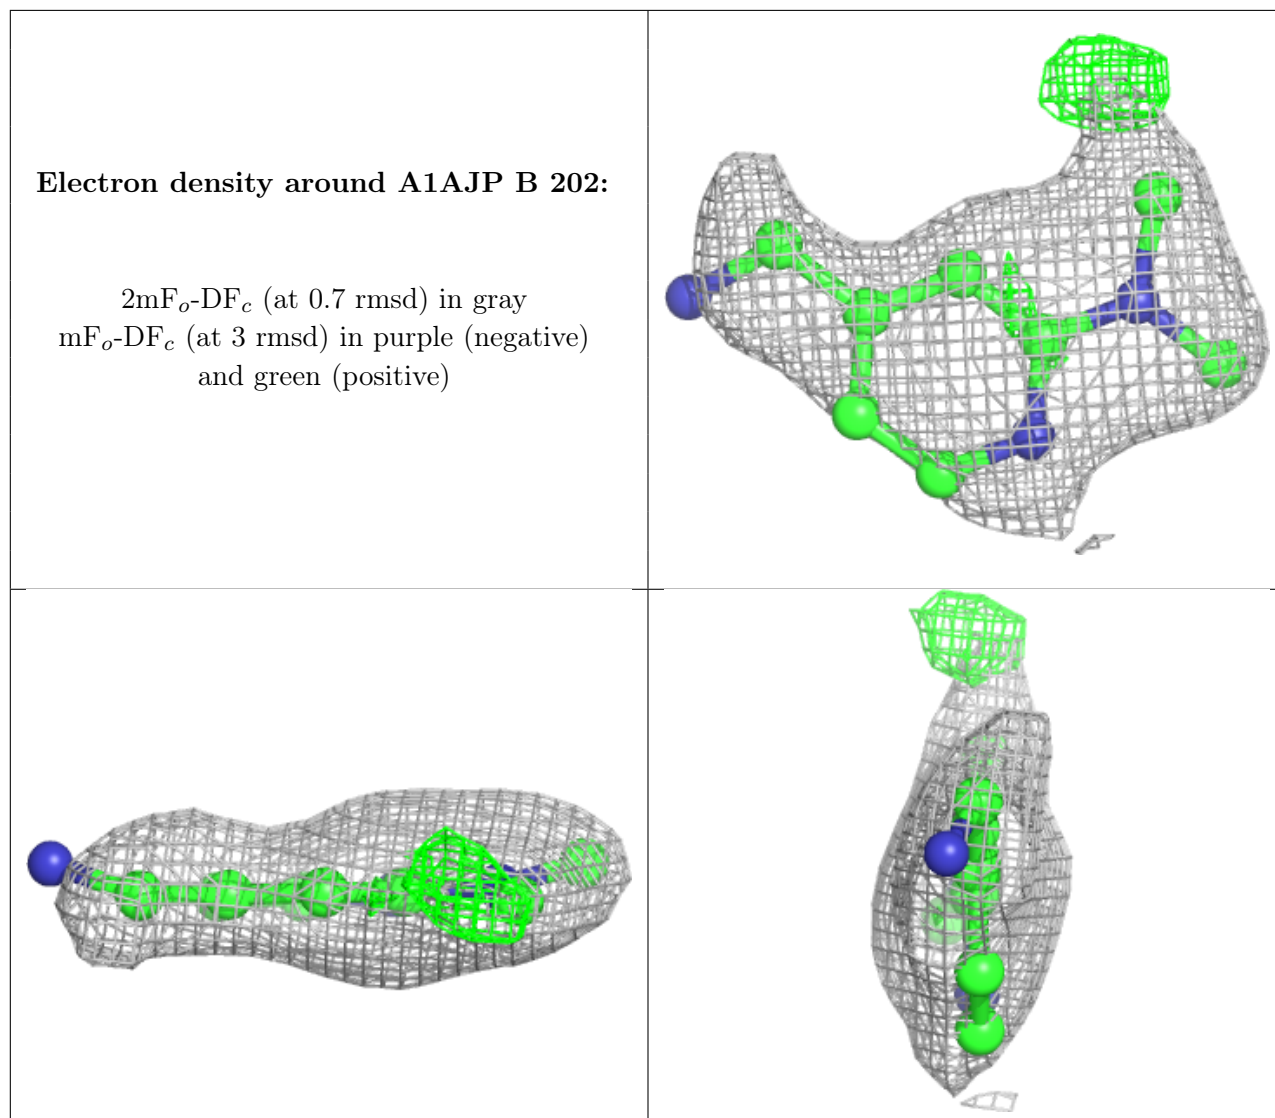 Electron density around A1AJP B 202:
2mFₒ-DF𝒸 (at 0.7 rmsd) in gray
mFₒ-DF𝒸 (at 3 rmsd) in purple (negative)
and green (positive)